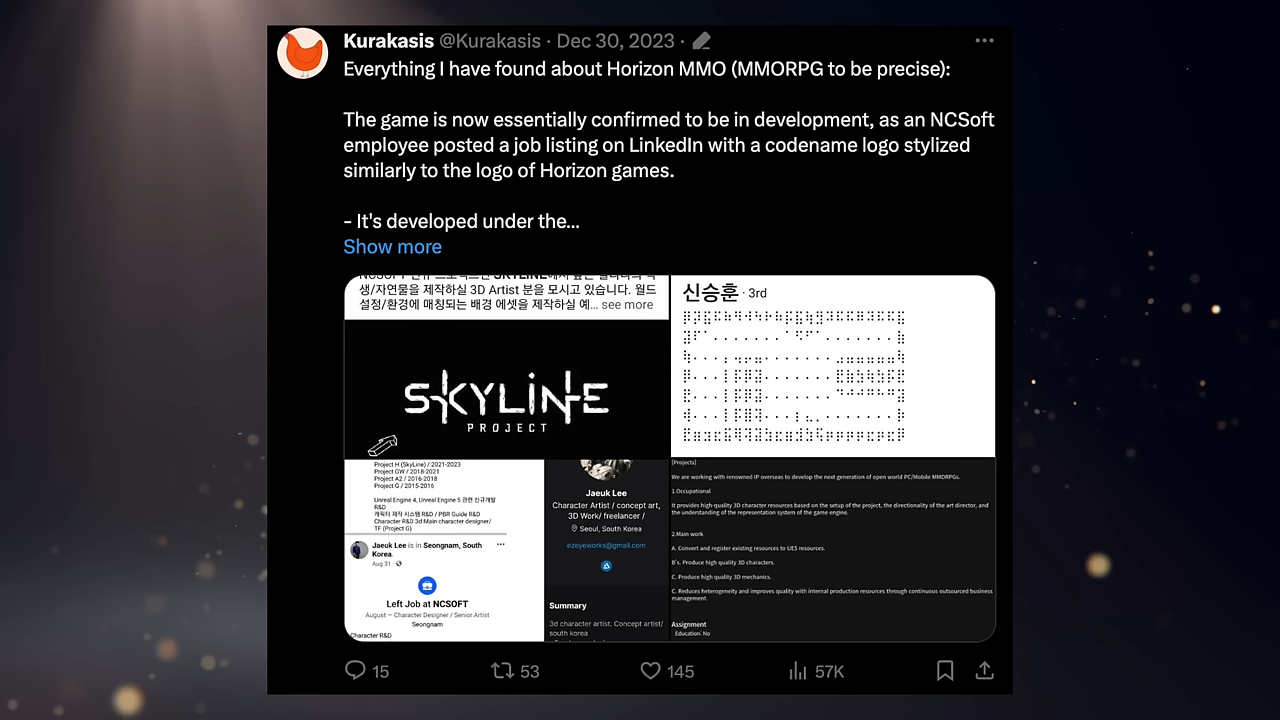 Kurakasis @Kurakasis · Dec 30, 2023 ·
Everything I have found about Horizon MMO (MMORPG to be precise):
The game is now essentially confirmed to be in development, as an NCSoft
employee posted a job listing on LinkedIn with a codename logo stylized
similarly to the logo of Horizon games.
- It's developed under the...
Show more
생/자연물을 제작하실 3D Artist 분을 모시고 있습니다. 월드
설정/환경에 매칭되는 배경 에셋을 제작하실 예... see more
SKYLINE
PROJECT
신승훈 · 3rd
Project H (SkyLine) / 2021-2023
Project GW / 2018-2021
Project A2 / 2016-2018
Project G / 2015-2016
Unreal Engine 4, Unreal Engine 5 관련 신규개발
R&D
캐릭터 제작 시스템 R&D / PBR Guide R&D
Character R&D 3d Main character designer/
TF (Project G)
Jaeuk Lee is in Seongnam, South
Korea.
Aug 31 ·
Left Job at NCSOFT
August — Character Designer / Senior Artist
Seongnam
Character R&D
Jaeuk Lee
Character Artist / concept art,
3D Work/ freelancer /
Seoul, South Korea
ezeyeworks@gmail.com
Summary
3d character artist, Concept artist/
south korea
[Projects]
We are working with renowned IP overseas to develop the next generation of open world PC/Mobile MMORPGs.
1.Occupational
It provides high-quality 3D character resources based on the setup of the project, the directionality of the art director, and
the understanding of the representation system of the game engine.
2.Main work
A. Convert and register existing resources to UE5 resources.
B's. Produce high quality 3D characters.
C. Produce high quality 3D mechanics.
C. Reduces heterogeneity and improves quality with internal production resources through continuous outsourced business
management.
Assignment
Education: No
15
53
145
57K